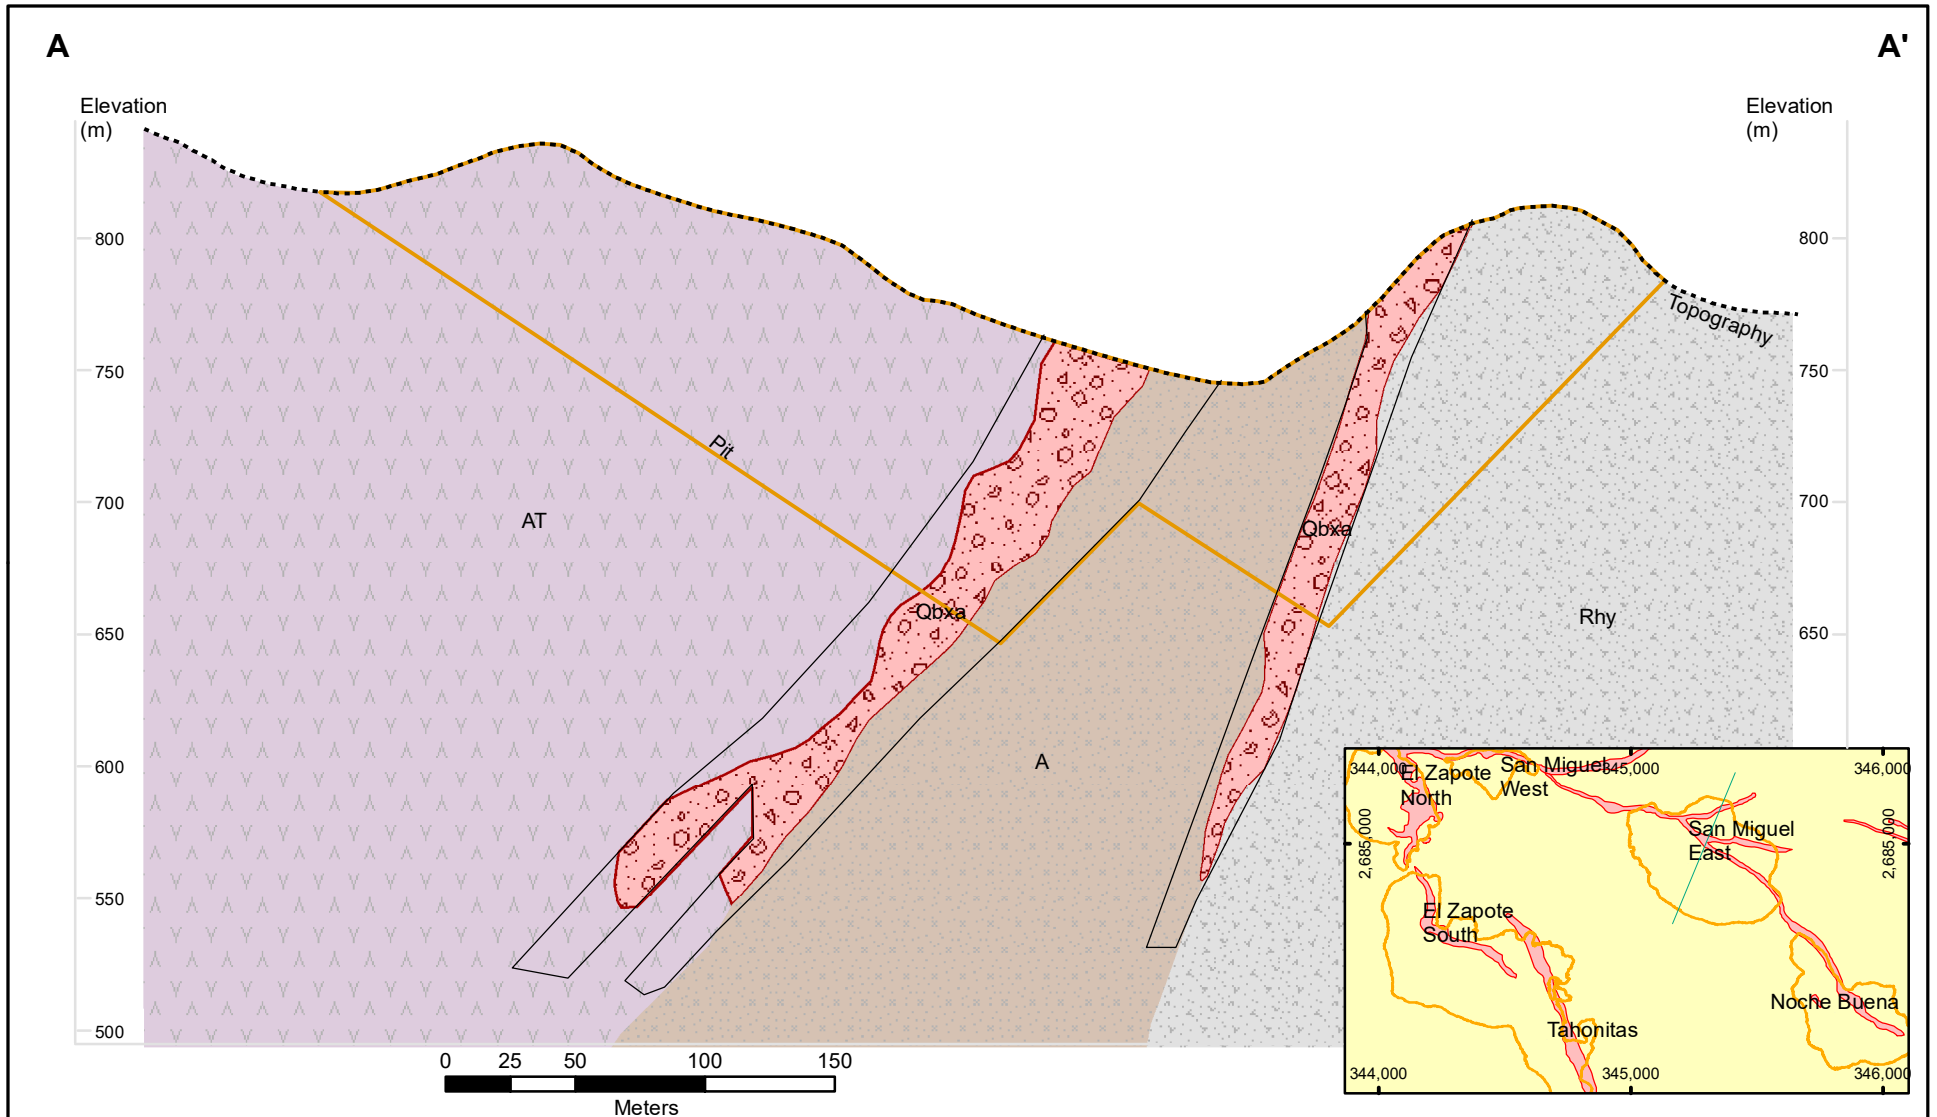 A
A'
Elevation
(m)
Elevation
(m)
800
800
Topography
750
750
Pit
700
700
AT
Qbxa
Qbxa
Rhy
650
650
A
600
550
500
0 25 50 100 150
Meters
344,000
345,000
346,000
El Zapote
North
San Miguel
West
2,685,000
2,685,000
San Miguel
East
El Zapote
South
Noche Buena
Tahonitas
344,000
345,000
346,000